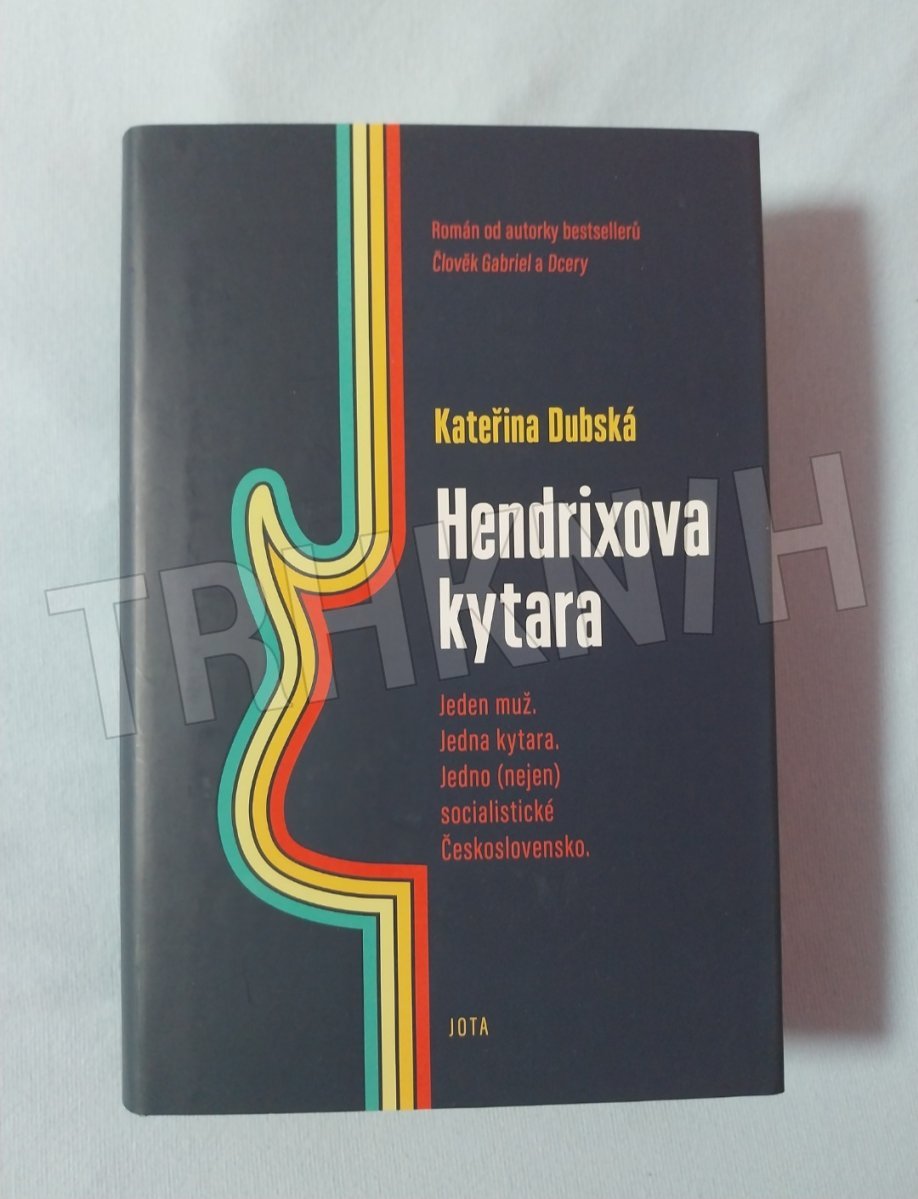 Román od autorky bestsellerů
Člověk Gabriel a Dcery
Kateřina Dubská
Hendrixova
kytara
TRHKNIH
Jeden muž.
Jedna kytara.
Jedno (nejen)
socialistické
Československo.
JOTA